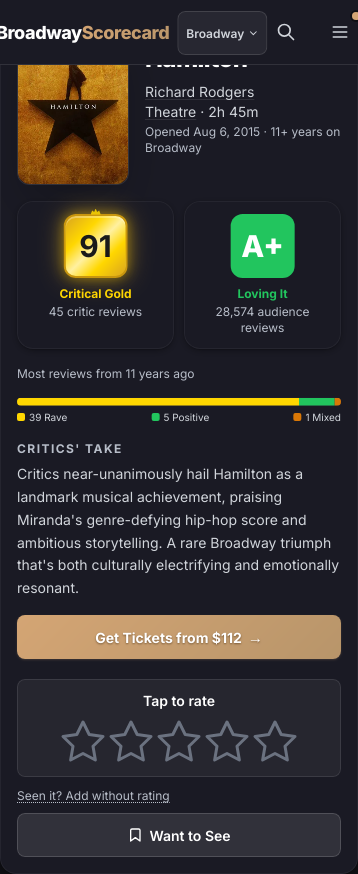 BroadwayScorecard
Broadway
Hamilton
HAMILTON
Richard Rodgers
Theatre · 2h 45m
Opened Aug 6, 2015 · 11+ years on
Broadway
91
Critical Gold
45 critic reviews
A+
Loving It
28,574 audience
reviews
Most reviews from 11 years ago
39 Rave
5 Positive
1 Mixed
CRITICS' TAKE
Critics near-unanimously hail Hamilton as a
landmark musical achievement, praising
Miranda's genre-defying hip-hop score and
ambitious storytelling. A rare Broadway triumph
that's both culturally electrifying and emotionally
resonant.
Get Tickets from $112 →
Tap to rate
Seen it? Add without rating
Want to See